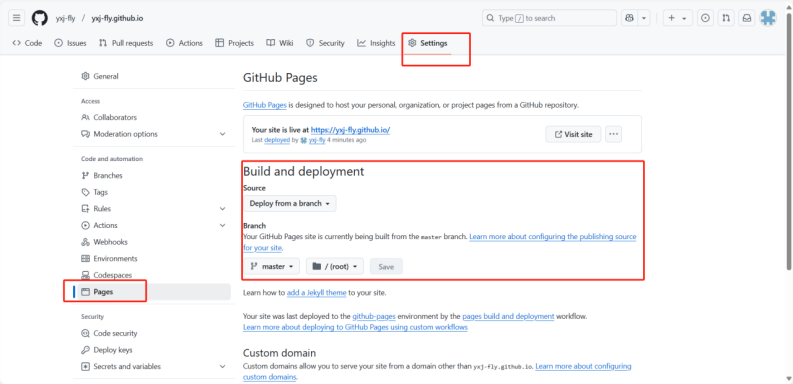 yxj-fly / yxj-fly.github.io
Type / to search
Code Issues Pull requests Actions Projects Wiki Security Insights Settings
General
Access
Collaborators
Moderation options
Code and automation
Branches
Tags
Rules
Actions
Webhooks
Environments
Codespaces
Pages
Security
Code security
Deploy keys
Secrets and variables
GitHub Pages
GitHub Pages is designed to host your personal, organization, or project pages from a GitHub repository.
Your site is live at https://yxj-fly.github.io/
Last deployed by yxj-fly 4 minutes ago
Visit site
Build and deployment
Source
Deploy from a branch
Branch
Your GitHub Pages site is currently being built from the master branch. Learn more about configuring the publishing source
for your site.
master / (root) Save
Learn how to add a Jekyll theme to your site.
Your site was last deployed to the github-pages environment by the pages build and deployment workflow.
Learn more about deploying to GitHub Pages using custom workflows
Custom domain
Custom domains allow you to serve your site from a domain other than yxj-fly.github.io. Learn more about configuring
custom domains.